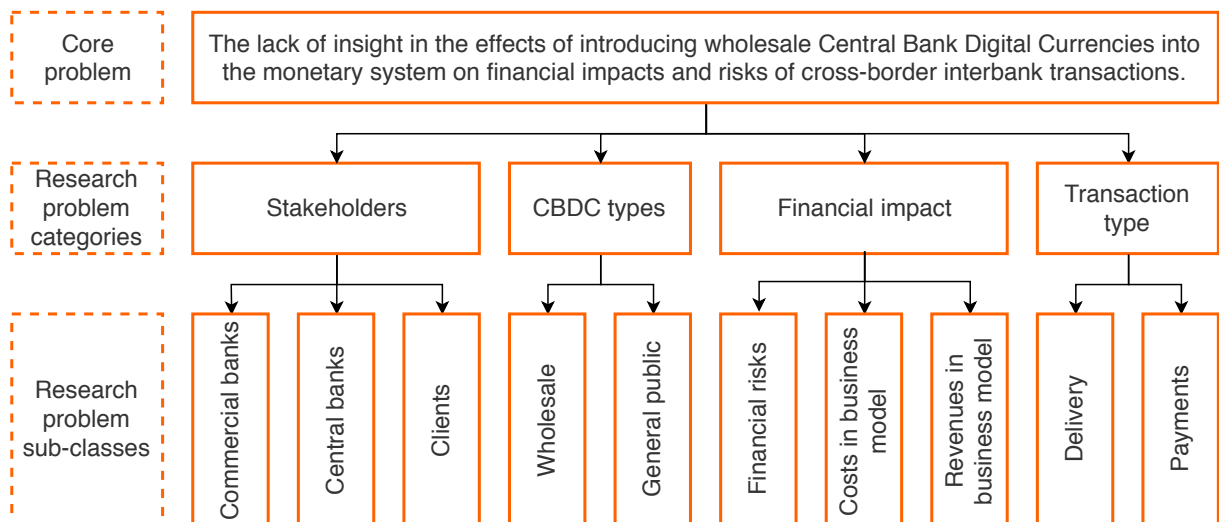 Core
problem
The lack of insight in the effects of introducing wholesale Central Bank Digital Currencies into
the monetary system on financial impacts and risks of cross-border interbank transactions.
Research
problem
categories
Stakeholders
CBDC types
Financial impact
Transaction
type
Research
problem
sub-classes
Commercial banks
Central banks
Clients
Wholesale
General public
Financial risks
Costs in business
model
Revenues in
business model
Delivery
Payments